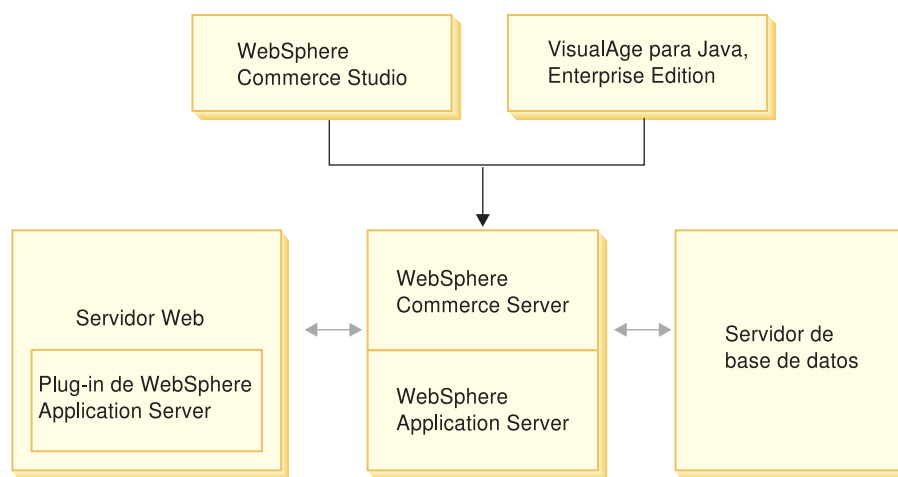 WebSphere
Commerce Studio
VisualAge para Java,
Enterprise Edition
Servidor Web
Plug-in de WebSphere
Application Server
WebSphere
Commerce Server
WebSphere
Application Server
Servidor de
base de datos